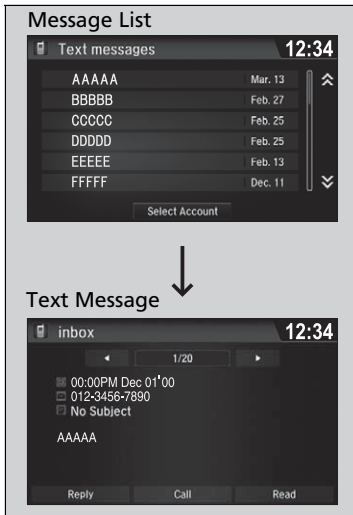 Message List
Text messages 12:34
AAAAA Mar. 13
BBBBB Feb. 27
CCCCC Feb. 25
DDDDD Feb. 25
EEEEE Feb. 13
FFFFF Dec. 11
Select Account
Text Message
inbox 12:34
1/20
00:00PM Dec 01'00
012-3456-7890
No Subject
AAAAA
Reply Call Read